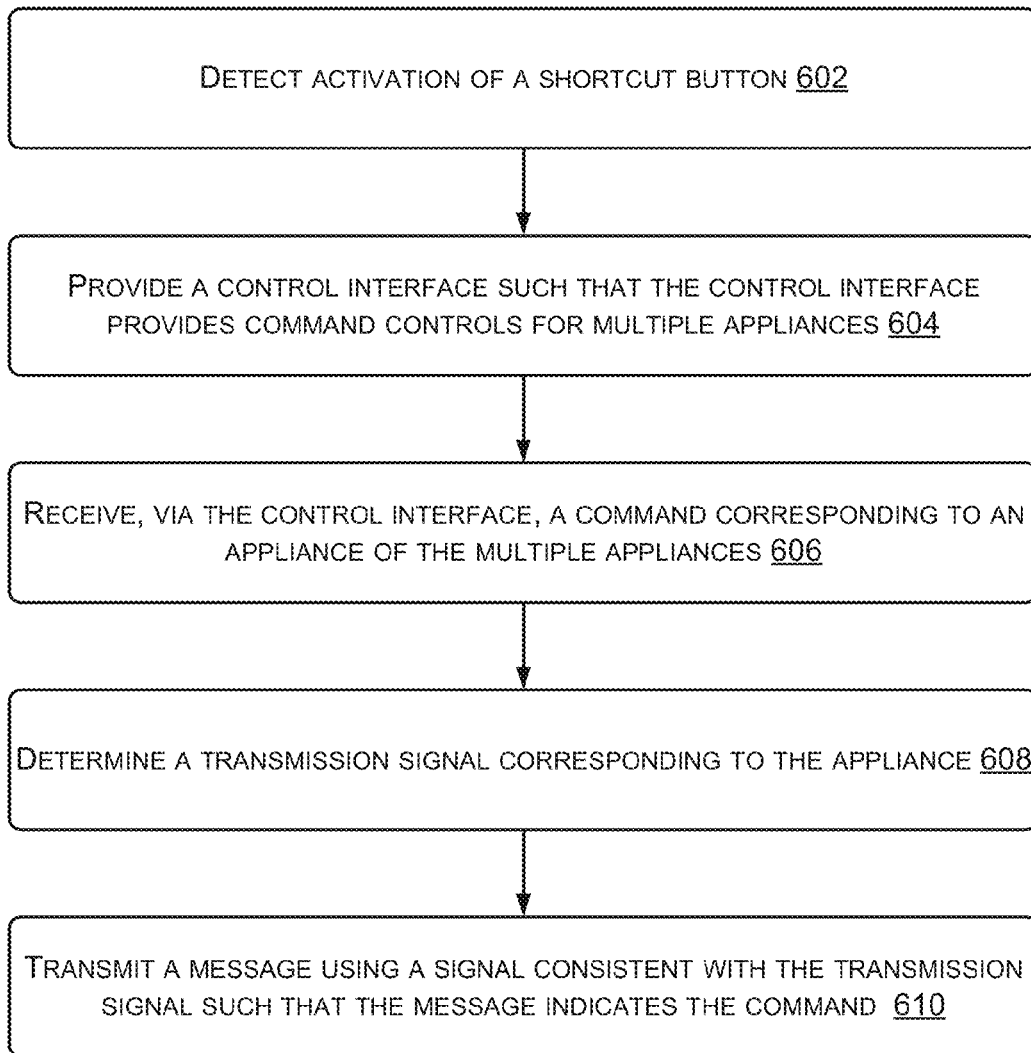 DETECT ACTIVATION OF A SHORTCUT BUTTON 602
PROVIDE A CONTROL INTERFACE SUCH THAT THE CONTROL INTERFACE
PROVIDES COMMAND CONTROLS FOR MULTIPLE APPLIANCES 604
RECEIVE, VIA THE CONTROL INTERFACE, A COMMAND CORRESPONDING TO AN
APPLIANCE OF THE MULTIPLE APPLIANCES 606
DETERMINE A TRANSMISSION SIGNAL CORRESPONDING TO THE APPLIANCE 608
TRANSMIT A MESSAGE USING A SIGNAL CONSISTENT WITH THE TRANSMISSION
SIGNAL SUCH THAT THE MESSAGE INDICATES THE COMMAND 610